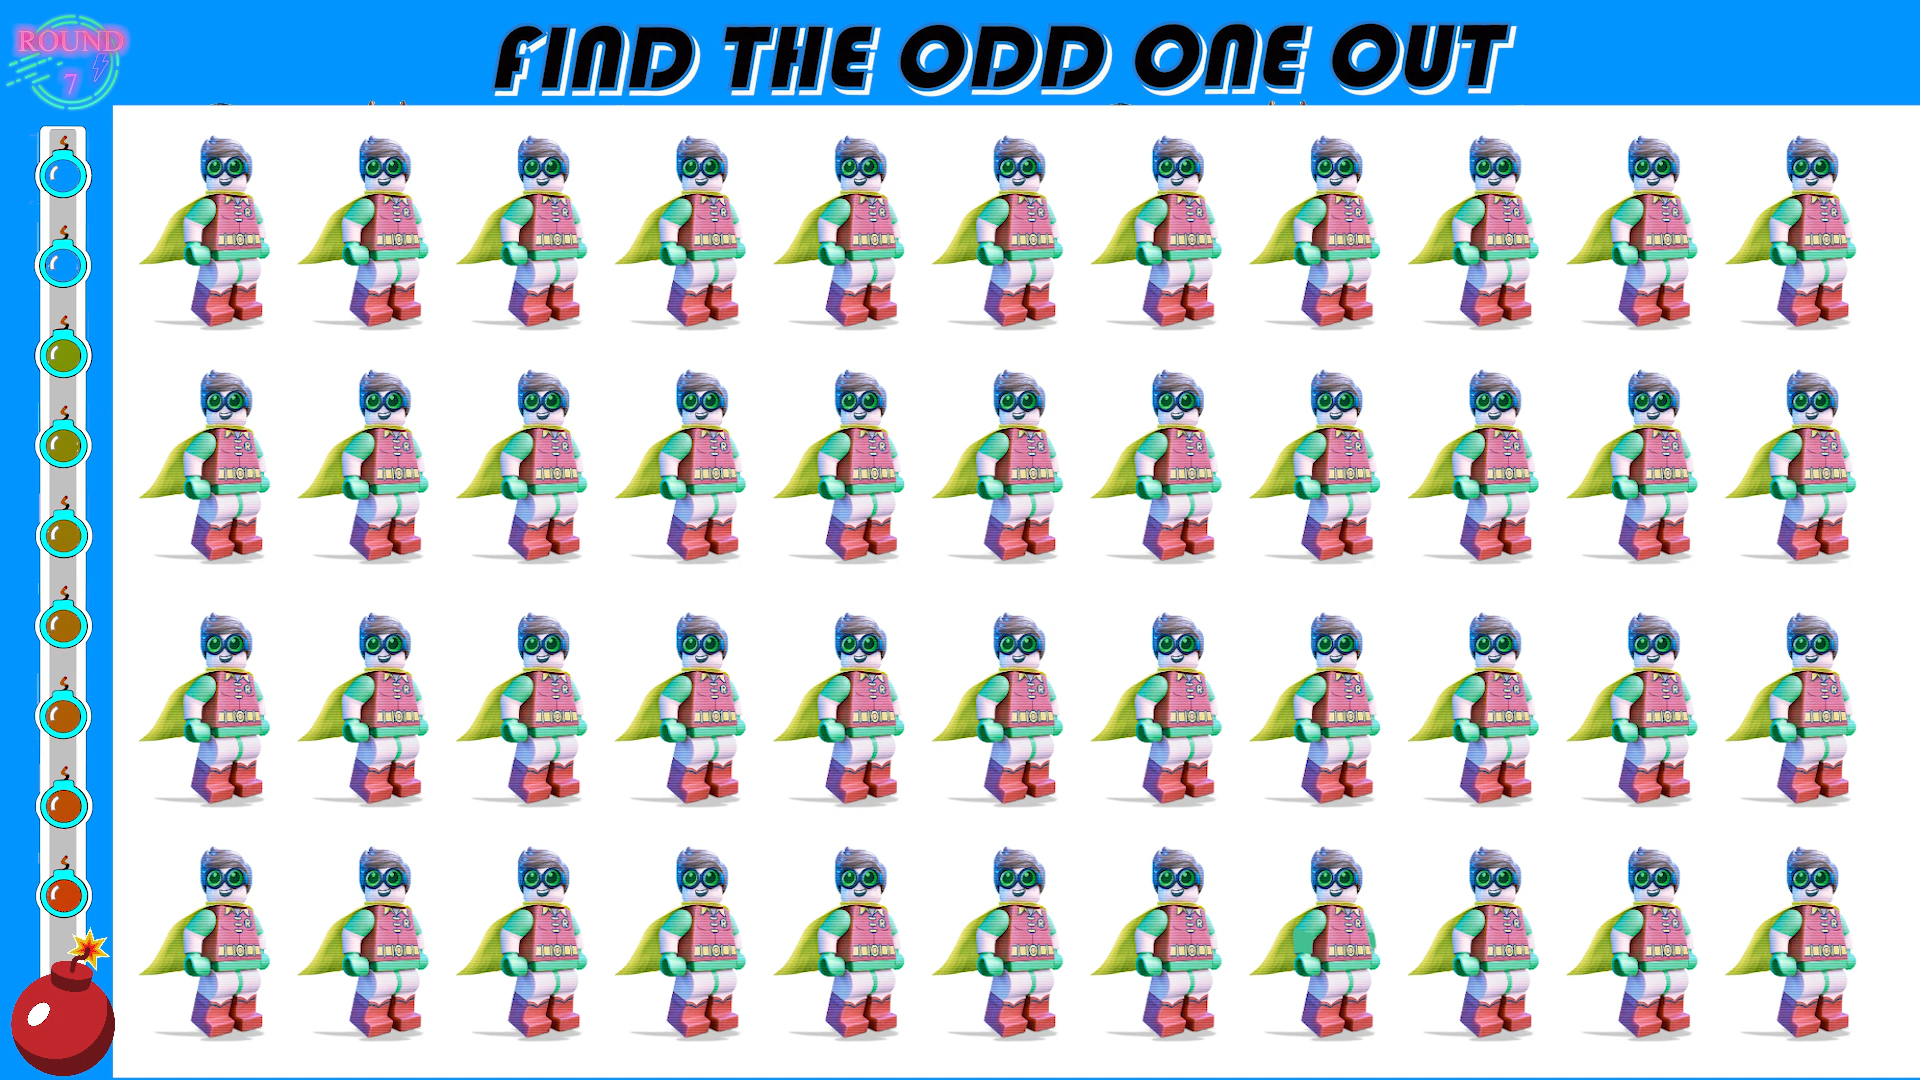 ROUND
7
FIND THE ODD ONE OUT